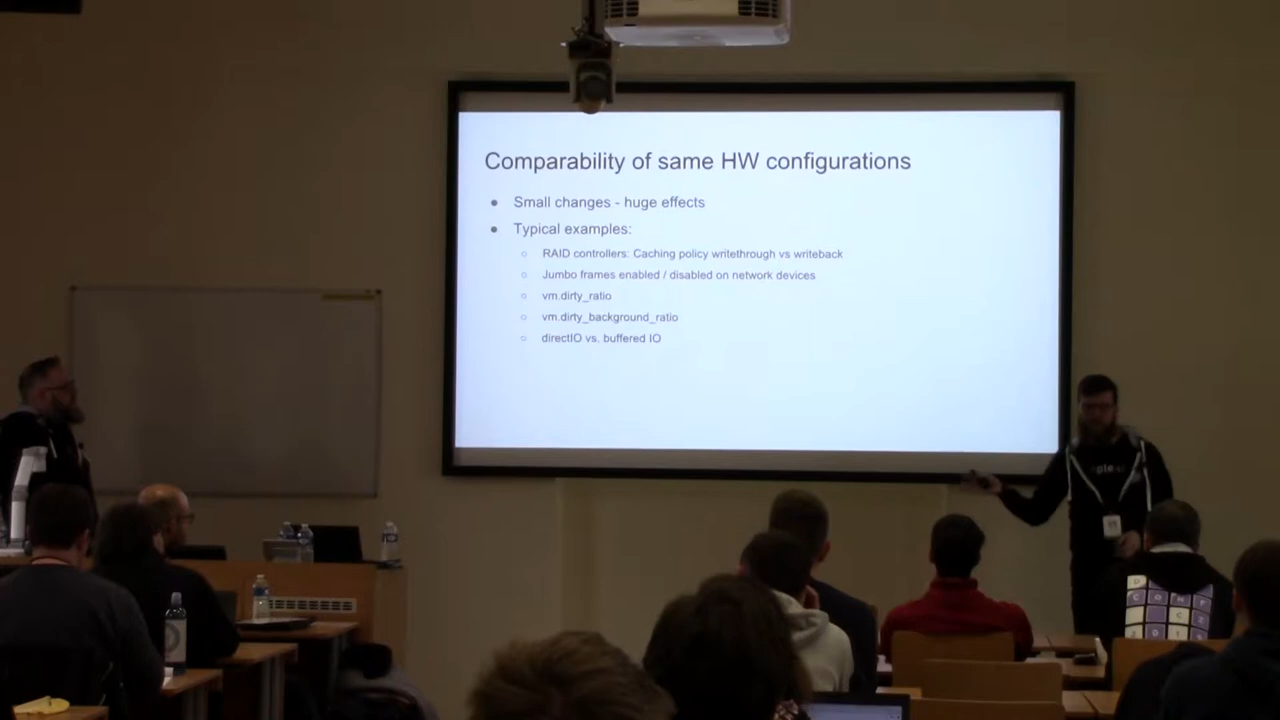 Comparability of same HW configurations
● Small changes - huge effects
● Typical examples:
○ RAID controllers: Caching policy writethrough vs writeback
○ Jumbo frames enabled / disabled on network devices
○ vm.dirty_ratio
○ vm.dirty_background_ratio
○ directIO vs. buffered IO